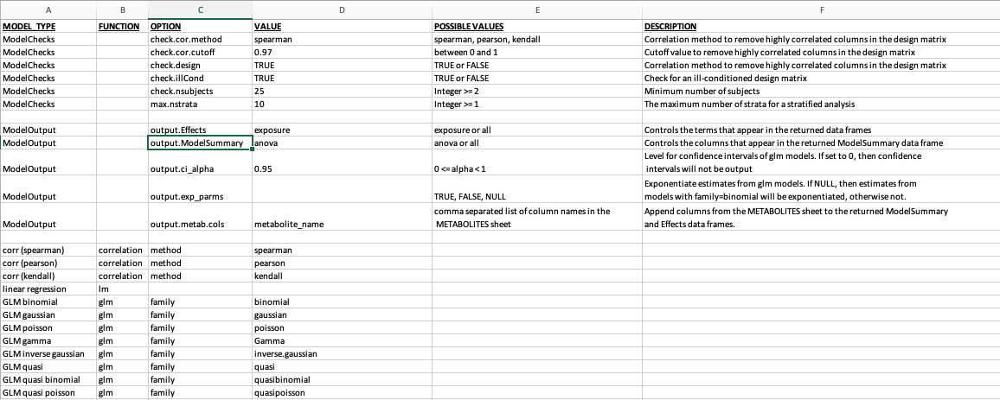 A B C D E F
MODEL_TYPE FUNCTION OPTION VALUE POSSIBLE VALUES DESCRIPTION
ModelChecks check.cor.method spearman spearman, pearson, kendall Correlation method to remove highly correlated columns in the design matrix
ModelChecks check.cor.cutoff 0.97 between 0 and 1 Cutoff value to remove highly correlated columns in the design matrix
ModelChecks check.design TRUE TRUE or FALSE Correlation method to remove highly correlated columns in the design matrix
ModelChecks check.illCond TRUE TRUE or FALSE Check for an ill-conditioned design matrix
ModelChecks check.nsubjects 25 Integer >= 2 Minimum number of subjects
ModelChecks max.nstrata 10 Integer >= 1 The maximum number of strata for a stratified analysis
ModelOutput output.Effects exposure exposure or all Controls the terms that appear in the returned data frames
ModelOutput output.ModelSummary anova anova or all Controls the columns that appear in the returned ModelSummary data frame
Level for confidence intervals of glm models. If set to 0, then confidence
ModelOutput output.ci_alpha 0.95 0 <= alpha < 1 intervals will not be output
Exponentiate estimates from glm models. If NULL, then estimates from
ModelOutput output.exp_parms TRUE, FALSE, NULL models with family=binomial will be exponentiated, otherwise not.
comma separated list of column names in the Append columns from the METABOLITES sheet to the returned ModelSummary
ModelOutput output.metab.cols metabolite_name METABOLITES sheet and Effects data frames.
corr (spearman) correlation method spearman
corr (pearson) correlation method pearson
corr (kendall) correlation method kendall
linear regression lm
GLM binomial glm family binomial
GLM gaussian glm family gaussian
GLM poisson glm family poisson
GLM gamma glm family Gamma
GLM inverse gaussian glm family inverse.gaussian
GLM quasi glm family quasi
GLM quasi binomial glm family quasibinomial
GLM quasi poisson glm family quasipoisson